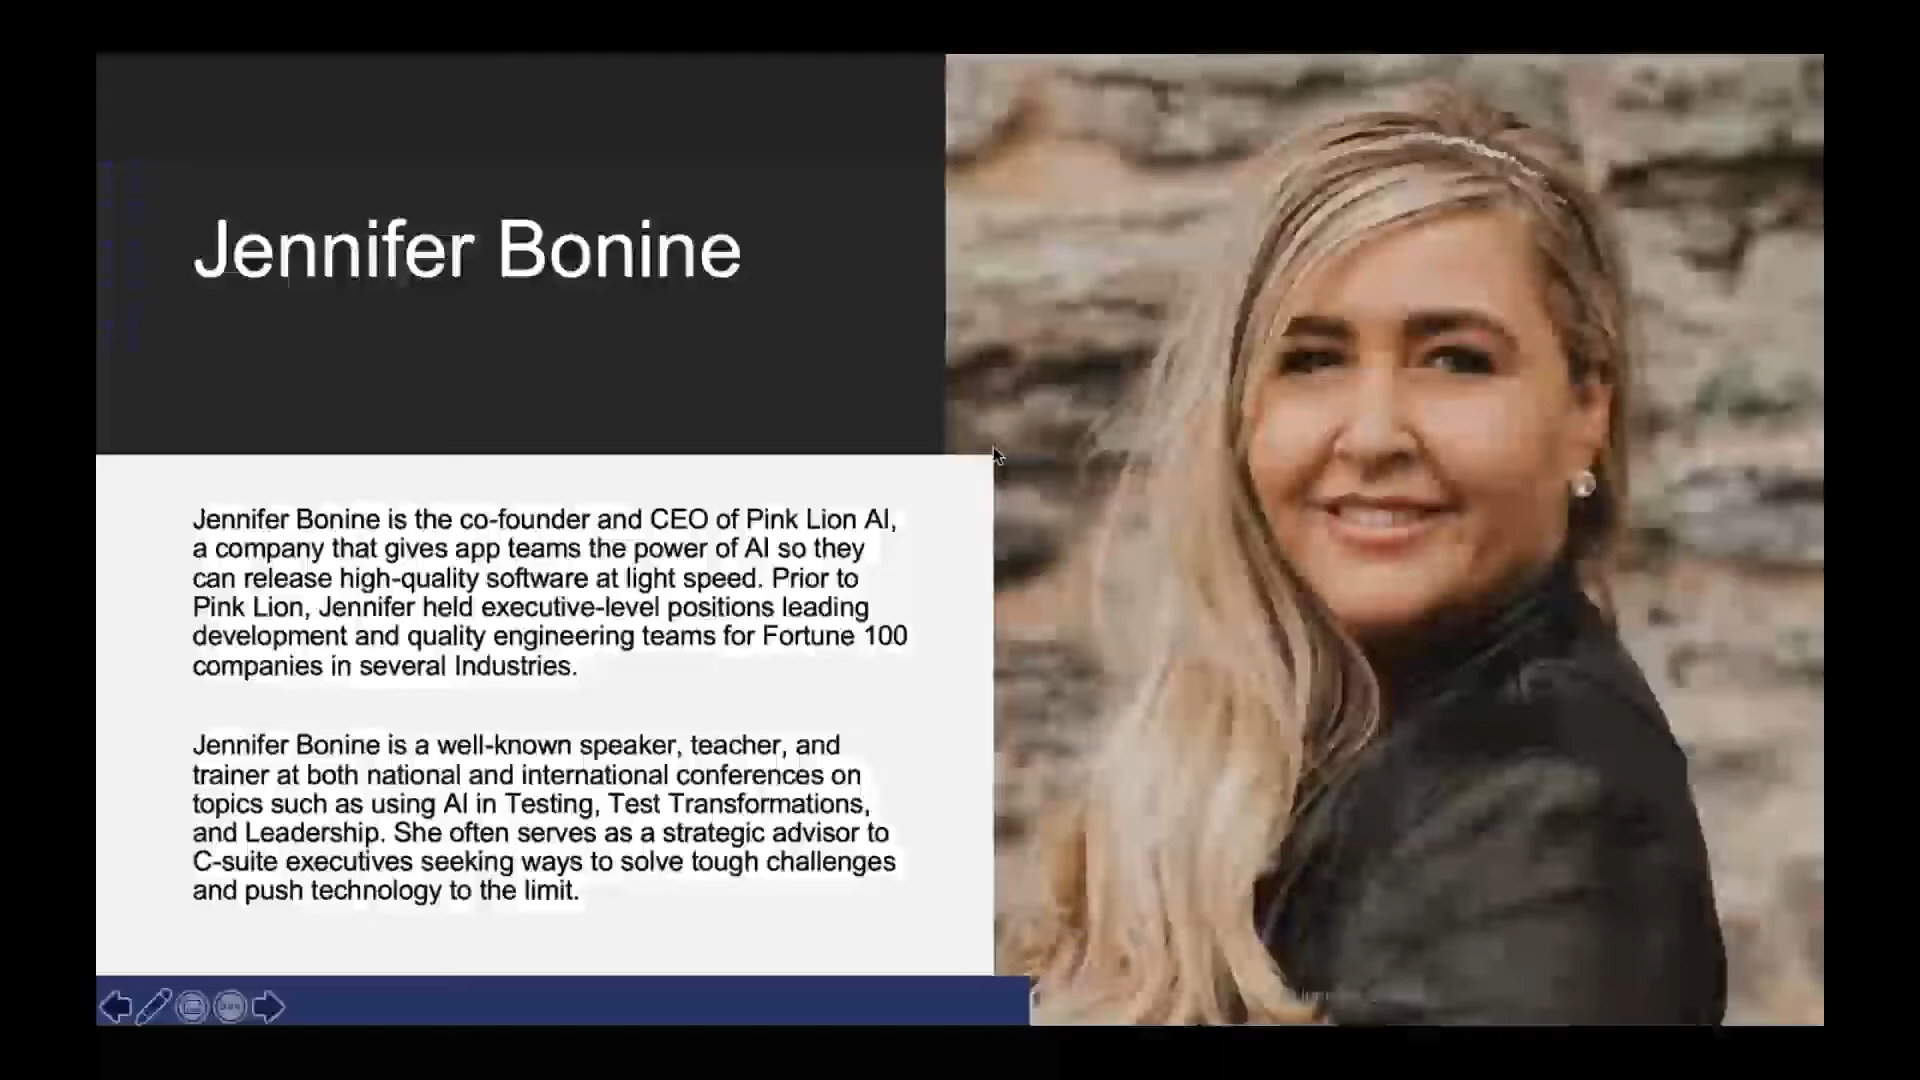 Jennifer Bonine
Jennifer Bonine is the co-founder and CEO of Pink Lion AI,
a company that gives app teams the power of AI so they
can release high-quality software at light speed. Prior to
Pink Lion, Jennifer held executive-level positions leading
development and quality engineering teams for Fortune 100
companies in several Industries.
Jennifer Bonine is a well-known speaker, teacher, and
trainer at both national and international conferences on
topics such as using AI in Testing, Test Transformations,
and Leadership. She often serves as a strategic advisor to
C-suite executives seeking ways to solve tough challenges
and push technology to the limit.